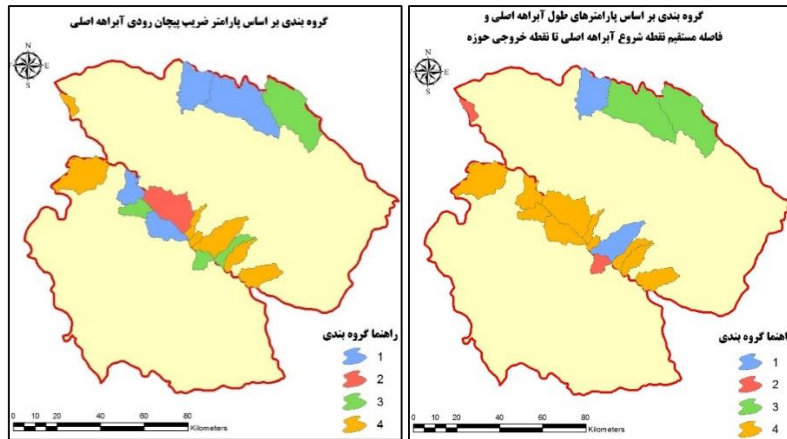 گروه بندی بر اساس پارامتر ضریب پیچان رودی آبراهه اصلی
N
W
E
S
راهنما گروه بندی
1
2
3
4
0 10 20 40 60 80
Kilometers
گروه بندی بر اساس پارامترهای طول آبراهه اصلی و
فاصله مستقیم نقطه شروع آبراهه اصلی تا نقطه خروجی حوزه
N
W
E
S
راهنما گروه بندی
1
2
3
4
0 10 20 40 60 80
Kilometers